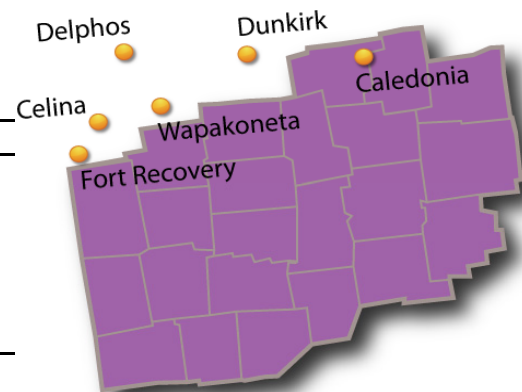 Delphos
Dunkirk
Caledonia
Celina
Wapakoneta
Fort Recovery